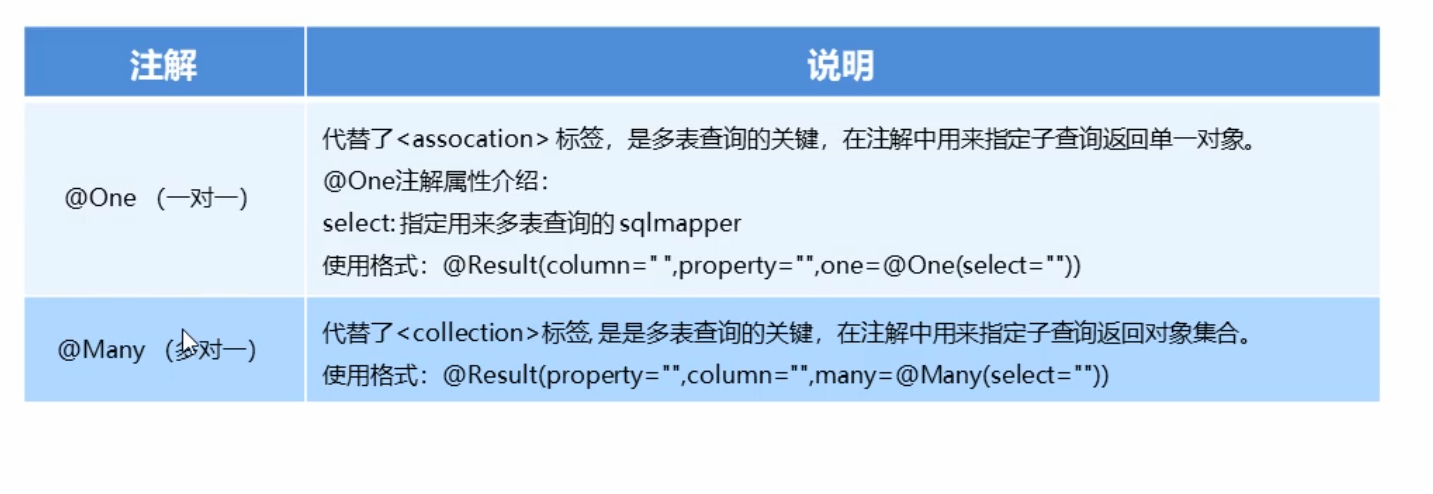 注解
说明
@One （一对一）
代替了<assocation> 标签，是多表查询的关键，在注解中用来指定子查询返回单一对象。
@One注解属性介绍：
select: 指定用来多表查询的 sqlmapper
使用格式：@Result(column=" ",property="",one=@One(select=""))
@Many （多对一）
代替了<collection>标签, 是是多表查询的关键，在注解中用来指定子查询返回对象集合。
使用格式：@Result(property="",column="",many=@Many(select=""))